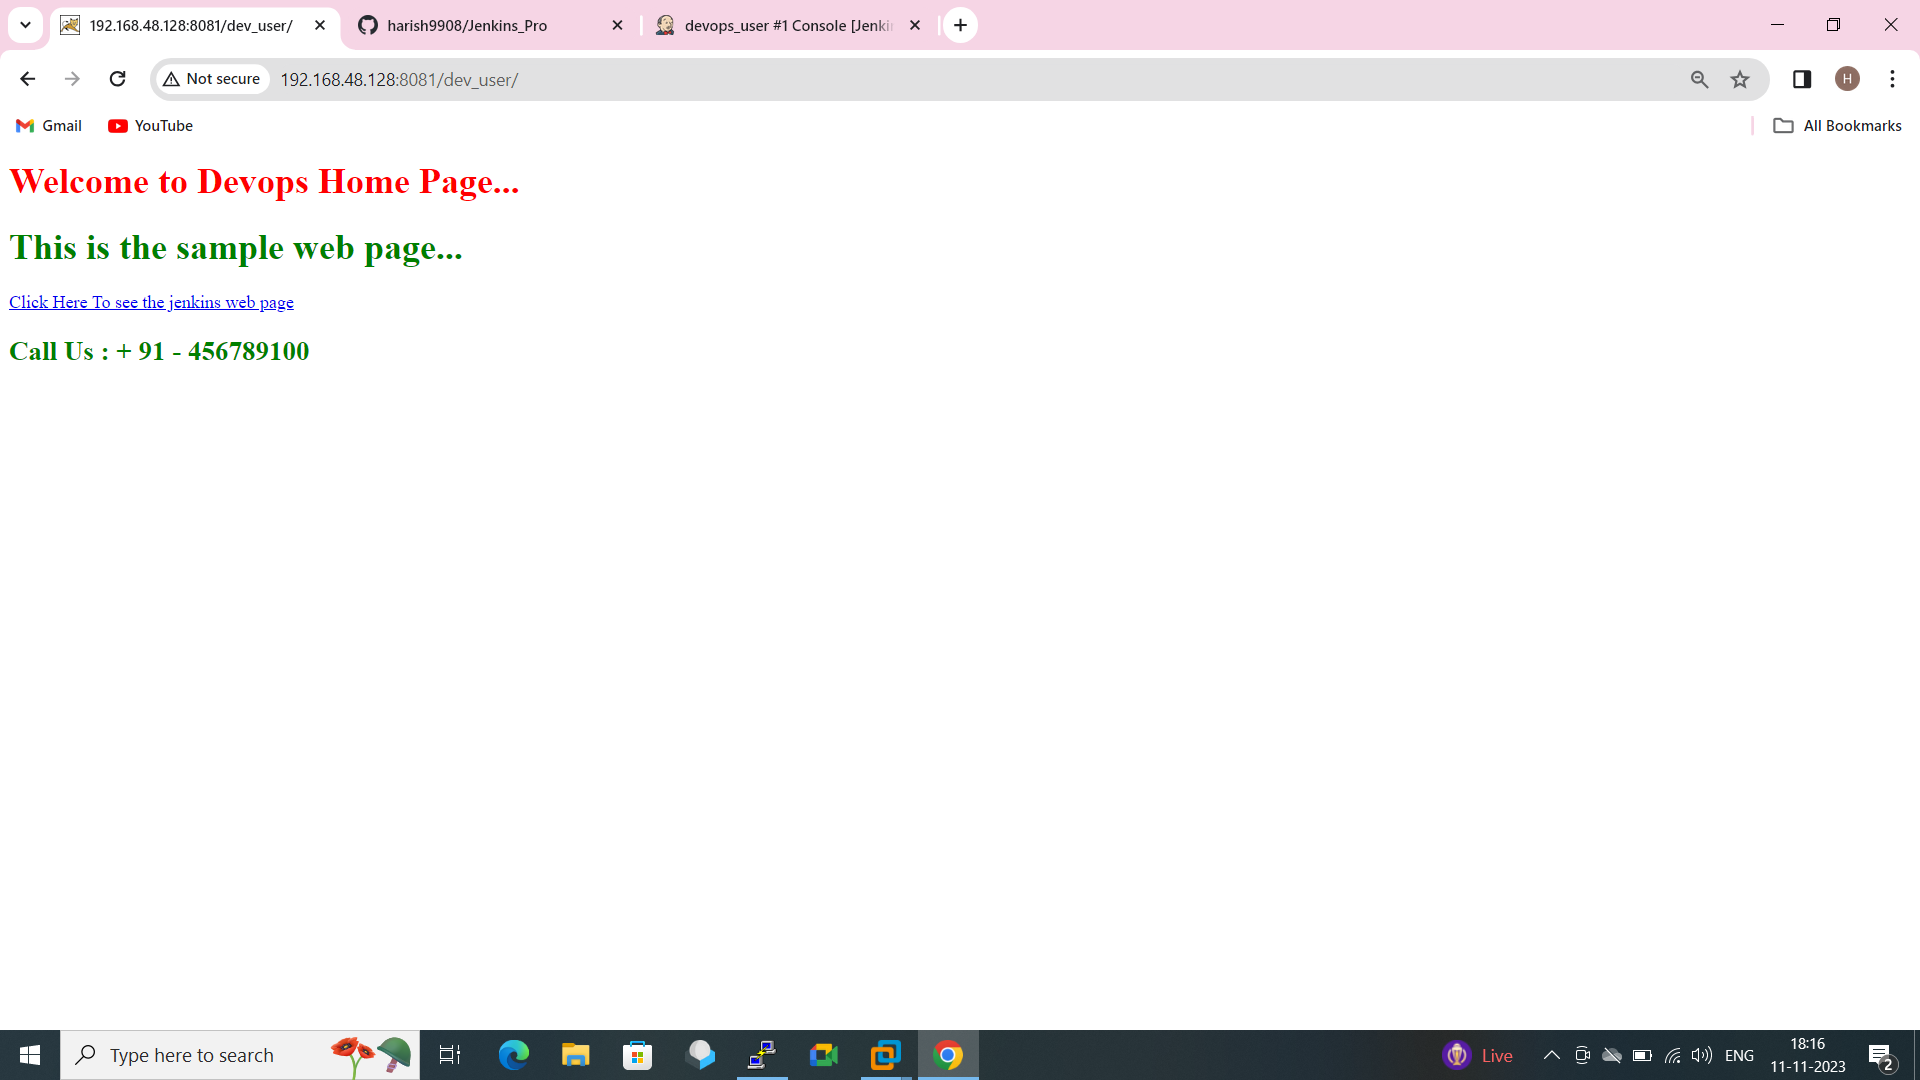 192.168.48.128:8081/dev_user/
harish9908/Jenkins_Pro
devops_user #1 Console [Jenki
Not secure
192.168.48.128:8081/dev_user/
H
Gmail
YouTube
All Bookmarks
Welcome to Devops Home Page...
This is the sample web page...
Click Here To see the jenkins web page
Call Us : + 91 - 456789100
Type here to search
Live
ENG
18:16
11-11-2023
2